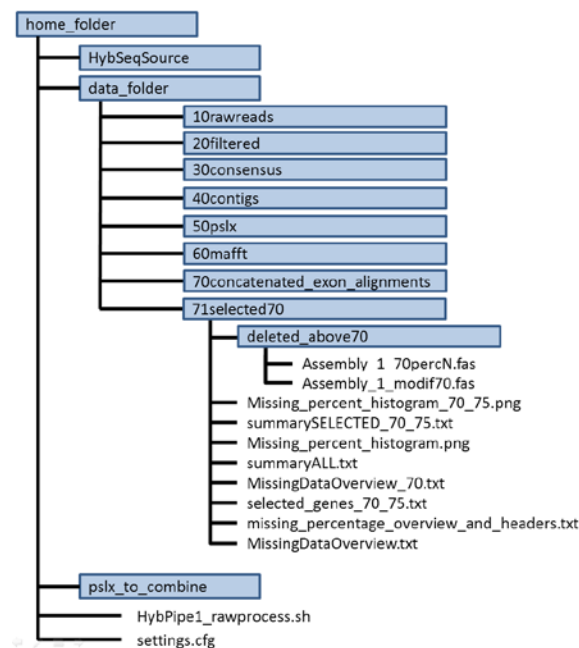 home_folder
HybSeqSource
data_folder
10rawreads
20filtered
30consensus
40contigs
50pslx
60mafft
70concatenated_exon_alignments
71selected70
deleted_above70
Assembly_1_70percN.fas
Assembly_1_modif70.fas
Missing_percent_histogram_70_75.png
summarySELECTED_70_75.txt
Missing_percent_histogram.png
summaryALL.txt
MissingDataOverview_70.txt
selected_genes_70_75.txt
missing_percentage_overview_and_headers.txt
MissingDataOverview.txt
pslx_to_combine
HybPipe1_rawprocess.sh
settings.cfg